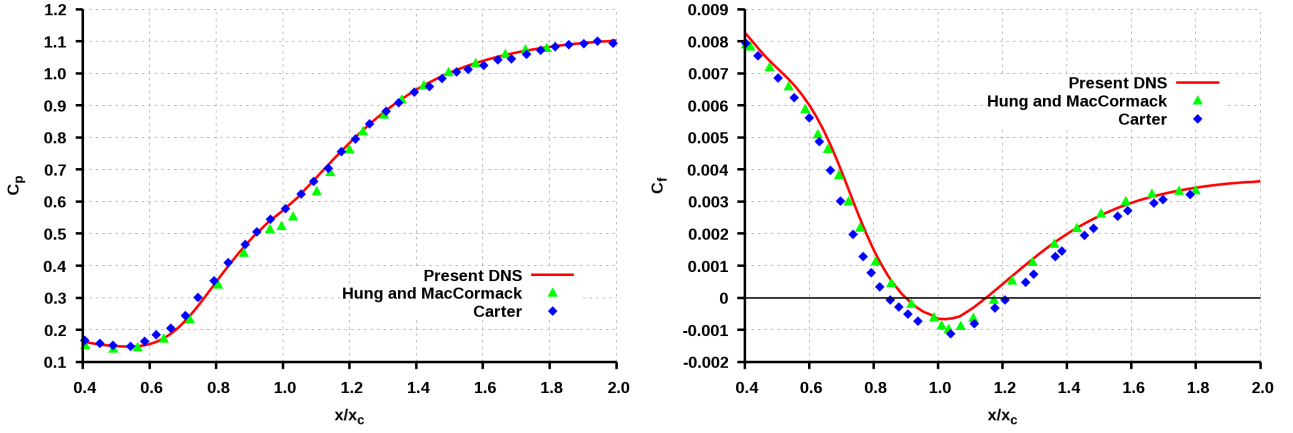 1.2
1.1
1.0
0.9
0.8
0.7
0.6
0.5
0.4
0.3
0.2
0.1
Cp
Present DNS
Hung and MacCormack
Carter
0.4 0.6 0.8 1.0 1.2 1.4 1.6 1.8 2.0
x/xc
0.009
0.008
0.007
0.006
0.005
0.004
0.003
0.002
0.001
0
-0.001
-0.002
Cf
Present DNS
Hung and MacCormack
Carter
0.4 0.6 0.8 1.0 1.2 1.4 1.6 1.8 2.0
x/xc